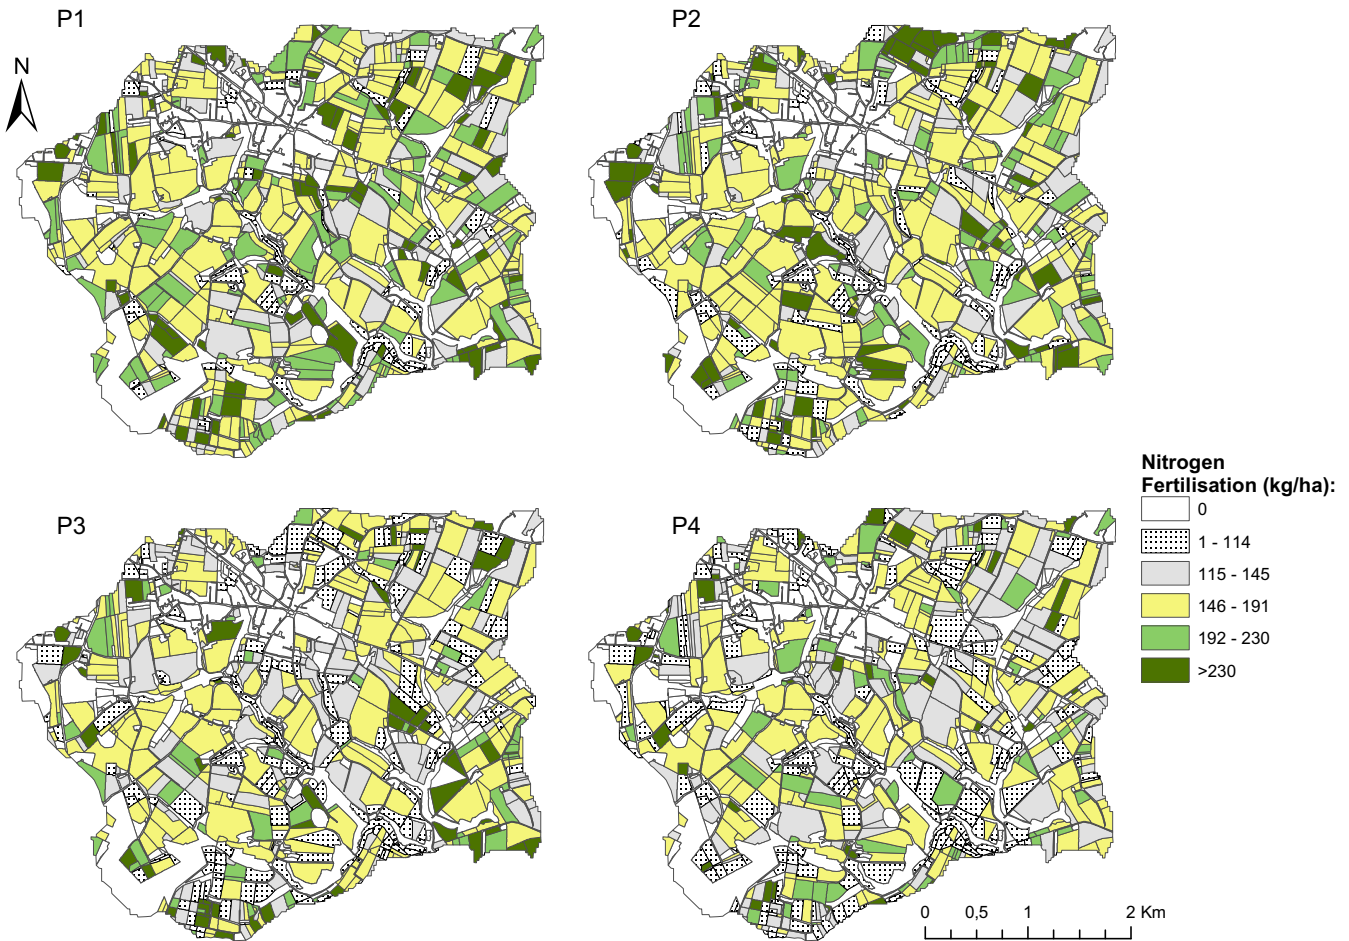 P1
P2
N
P3
P4
Nitrogen
Fertilisation (kg/ha):
0
1 - 114
115 - 145
146 - 191
192 - 230
>230
0 0,5 1 2 Km